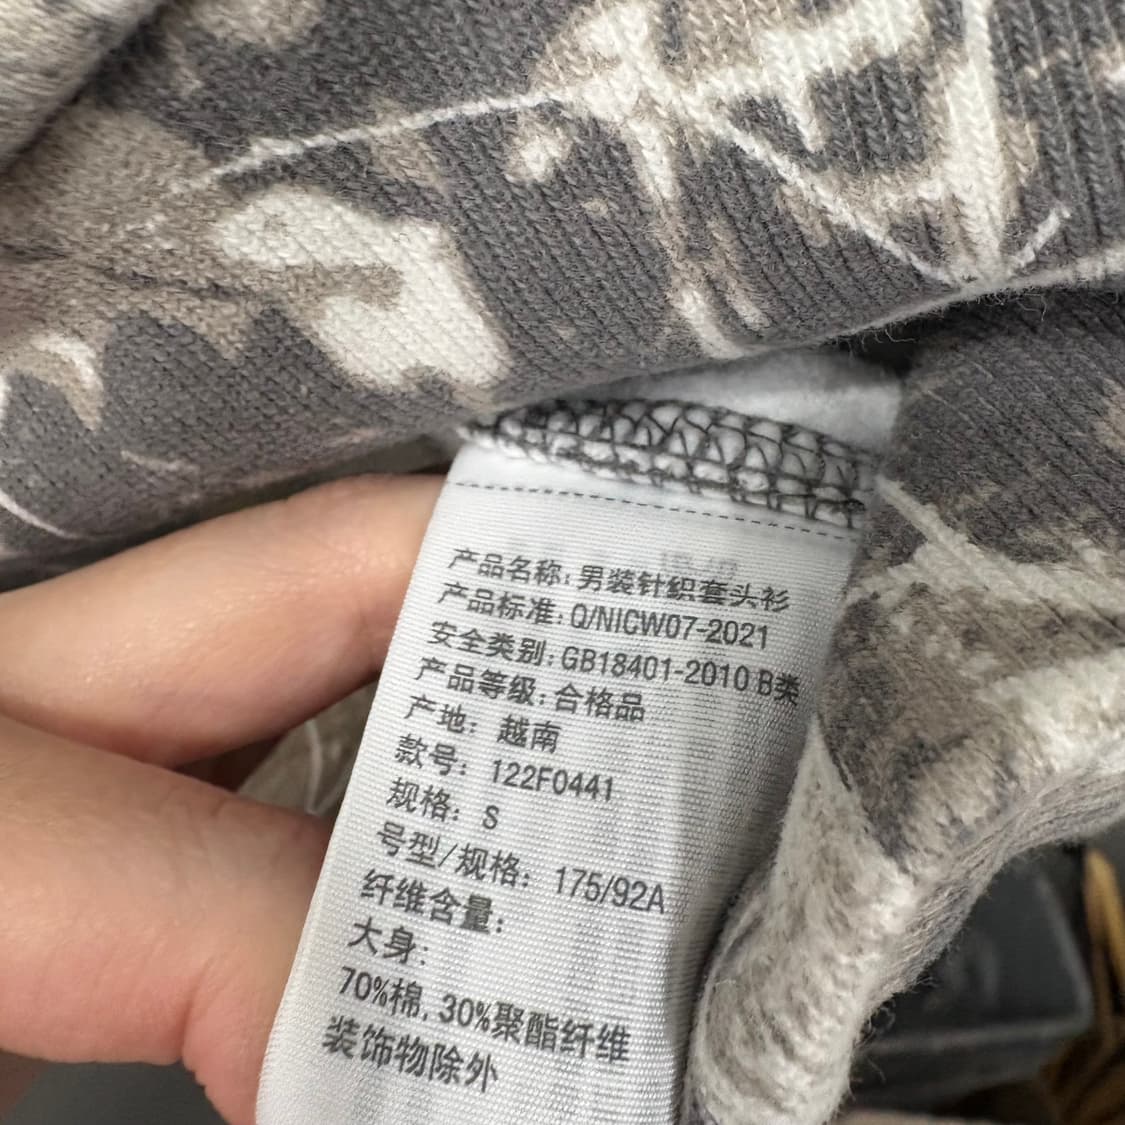 产品名称: 男装针织套头衫
产品标准: Q/NICW07-2021
安全类别: GB18401-2010 B类
产品等级: 合格品
产地: 越南
款号: 122F0441
规格: S
号型/规格: 175/92A
纤维含量:
大身:
70%棉, 30%聚酯纤维
装饰物除外